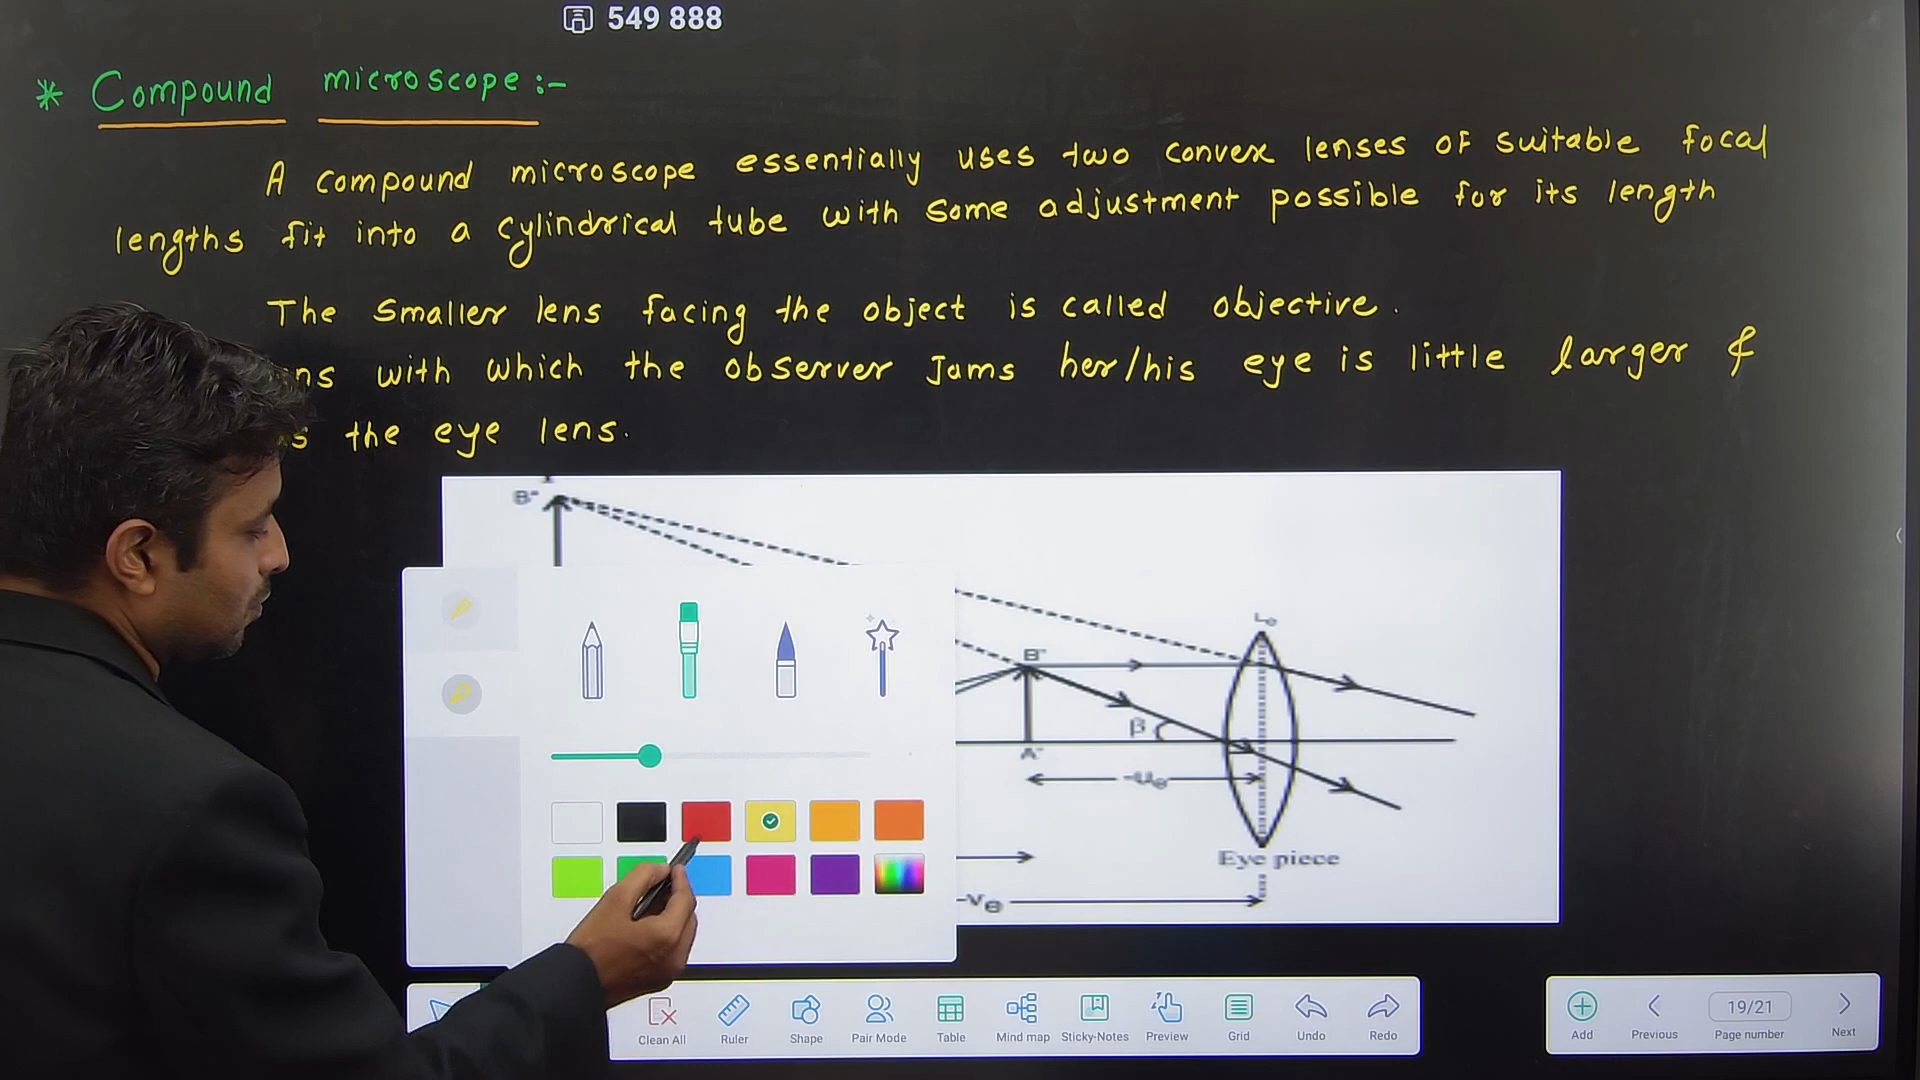 549 888
* Compound microscope :-
A compound microscope essentially uses two convex lenses of suitable focal
lengths fit into a cylindrical tube with some adjustment possible for its length
The smaller lens facing the object is called objective.
ns with which the observer Jams her/his eye is little larger &
s the eye lens.
B"
Lo
B'
β
A'
-ue
Eye piece
-ve
Clean All
Ruler
Shape
Pair Mode
Table
Mind map
Sticky-Notes
Preview
Grid
Undo
Redo
Add
Previous
19/21
Page number
Next